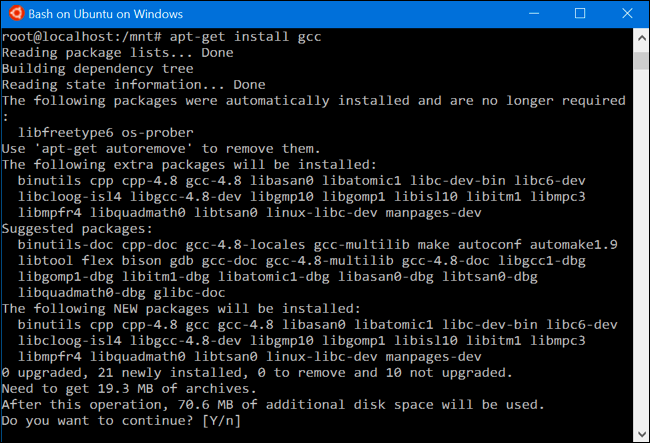 Bash on Ubuntu on Windows
root@localhost:/mnt# apt-get install gcc
Reading package lists... Done
Building dependency tree
Reading state information... Done
The following packages were automatically installed and are no longer required
:
  libfreetype6 os-prober
Use 'apt-get autoremove' to remove them.
The following extra packages will be installed:
  binutils cpp cpp-4.8 gcc-4.8 libasan0 libatomic1 libc-dev-bin libc6-dev
  libcloog-isl4 libgcc-4.8-dev libgmp10 libgomp1 libisl10 libitm1 libmpc3
  libmpfr4 libquadmath0 libtsan0 linux-libc-dev manpages-dev
Suggested packages:
  binutils-doc cpp-doc gcc-4.8-locales gcc-multilib make autoconf automake1.9
  libtool flex bison gdb gcc-doc gcc-4.8-multilib gcc-4.8-doc libgcc1-dbg
  libgomp1-dbg libitm1-dbg libatomic1-dbg libasan0-dbg libtsan0-dbg
  libquadmath0-dbg glibc-doc
The following NEW packages will be installed:
  binutils cpp cpp-4.8 gcc gcc-4.8 libasan0 libatomic1 libc-dev-bin libc6-dev
  libcloog-isl4 libgcc-4.8-dev libgmp10 libgomp1 libisl10 libitm1 libmpc3
  libmpfr4 libquadmath0 libtsan0 linux-libc-dev manpages-dev
0 upgraded, 21 newly installed, 0 to remove and 10 not upgraded.
Need to get 19.3 MB of archives.
After this operation, 70.6 MB of additional disk space will be used.
Do you want to continue? [Y/n]